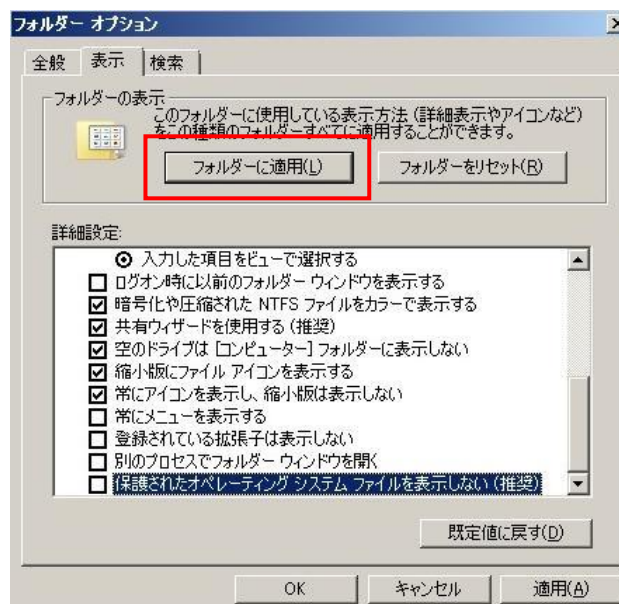 フォルダー オプション
全般 表示 検索
フォルダーの表示
このフォルダーに使用している表示方法（詳細表示やアイコンなど）
をこの種類のフォルダーすべてに適用することができます。
フォルダーに適用(L) フォルダーをリセット(R)
詳細設定:
入力した項目をビューで選択する
ログオン時に以前のフォルダー ウィンドウを表示する
暗号化や圧縮された NTFS ファイルをカラーで表示する
共有ウィザードを使用する (推奨)
空のドライブは [コンピューター] フォルダーに表示しない
縮小版にファイル アイコンを表示する
常にアイコンを表示し、縮小版は表示しない
常にメニューを表示する
登録されている拡張子は表示しない
別のプロセスでフォルダー ウィンドウを開く
保護されたオペレーティング システム ファイルを表示しない (推奨)
既定値に戻す(D)
OK キャンセル 適用(A)